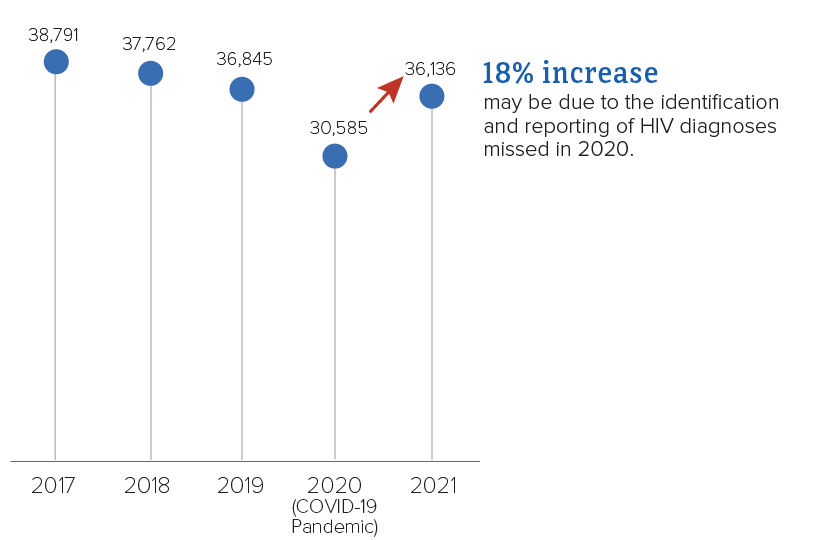 38,791
37,762
36,845
30,585
36,136
18% increase
may be due to the identification
and reporting of HIV diagnoses
missed in 2020.
2017
2018
2019
2020
(COVID-19
Pandemic)
2021